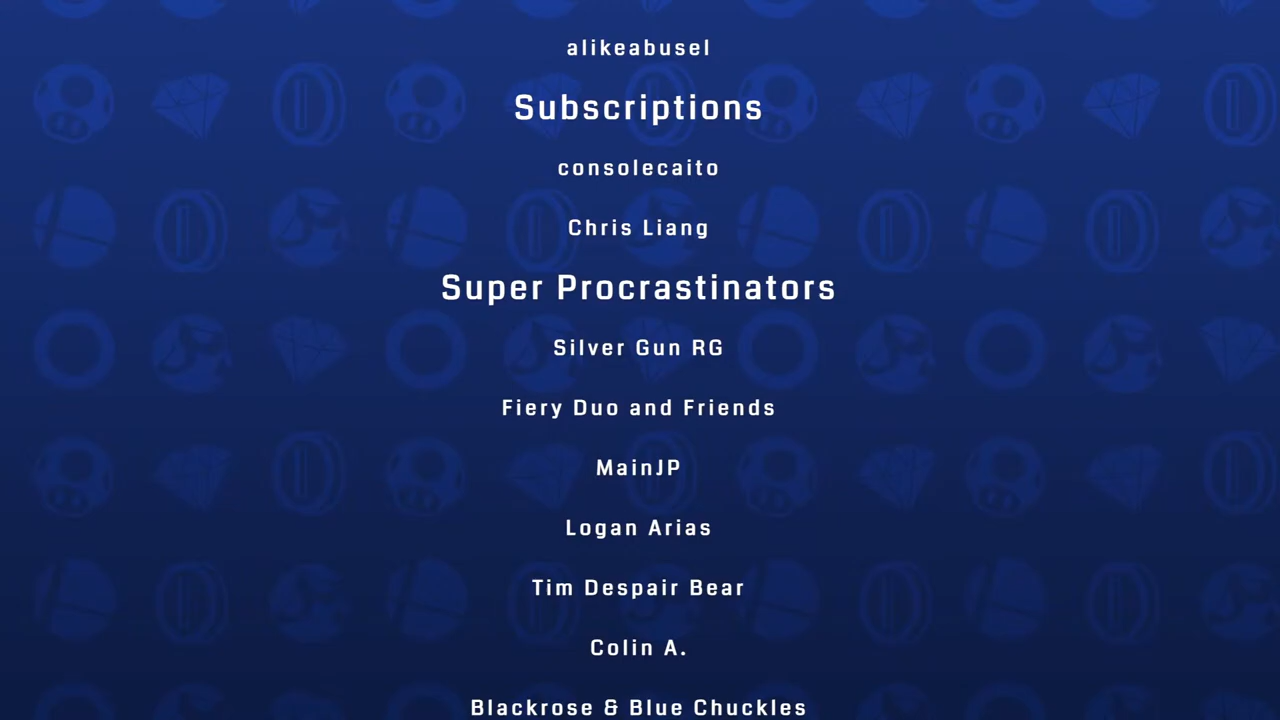 alikeabusel
Subscriptions
consolecaito
Chris Liang
Super Procrastinators
Silver Gun RG
Fiery Duo and Friends
MainJP
Logan Arias
Tim Despair Bear
Colin A.
Blackrose & Blue Chuckles